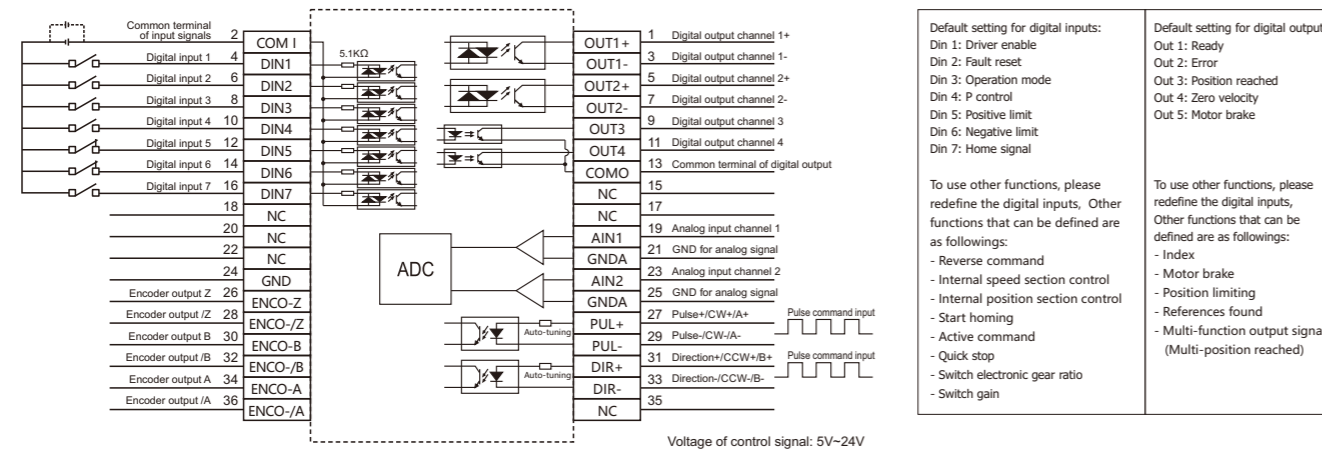 Common terminal
of input signals 2 COM I
Digital input 1 4 DIN1
Digital input 2 6 DIN2
Digital input 3 8 DIN3
Digital input 4 10 DIN4
Digital input 5 12 DIN5
Digital input 6 14 DIN6
Digital input 7 16 DIN7
18 NC
20 NC
22 NC
24 GND
Encoder output Z 26 ENCO-Z
Encoder output /Z 28 ENCO-/Z
Encoder output B 30 ENCO-B
Encoder output /B 32 ENCO-/B
Encoder output A 34 ENCO-A
Encoder output /A 36 ENCO-/A
5.1KΩ
ADC
Auto-tuning
Auto-tuning
OUT1+ 1 Digital output channel 1+
OUT1- 3 Digital output channel 1-
OUT2+ 5 Digital output channel 2+
OUT2- 7 Digital output channel 2-
OUT3 9 Digital output channel 3
OUT4 11 Digital output channel 4
COMO 13 Common terminal of digital output
NC 15
NC 17
AIN1 19 Analog input channel 1
GNDA 21 GND for analog signal
AIN2 23 Analog input channel 2
GNDA 25 GND for analog signal
PUL+ 27 Pulse+/CW+/A+ Pulse command input
PUL- 29 Pulse-/CW-/A-
DIR+ 31 Direction+/CCW+/B+ Pulse command input
DIR- 33 Direction-/CCW-/B-
NC 35
Voltage of control signal: 5V~24V
Default setting for digital inputs:
Din 1: Driver enable
Din 2: Fault reset
Din 3: Operation mode
Din 4: P control
Din 5: Positive limit
Din 6: Negative limit
Din 7: Home signal
To use other functions, please
redefine the digital inputs, Other
functions that can be defined are
as followings:
- Reverse command
- Internal speed section control
- Internal position section control
- Start homing
- Active command
- Quick stop
- Switch electronic gear ratio
- Switch gain
Default setting for digital output
Out 1: Ready
Out 2: Error
Out 3: Position reached
Out 4: Zero velocity
Out 5: Motor brake
To use other functions, please
redefine the digital inputs,
Other functions that can be
defined are as followings:
- Index
- Motor brake
- Position limiting
- References found
- Multi-function output signa
(Multi-position reached)